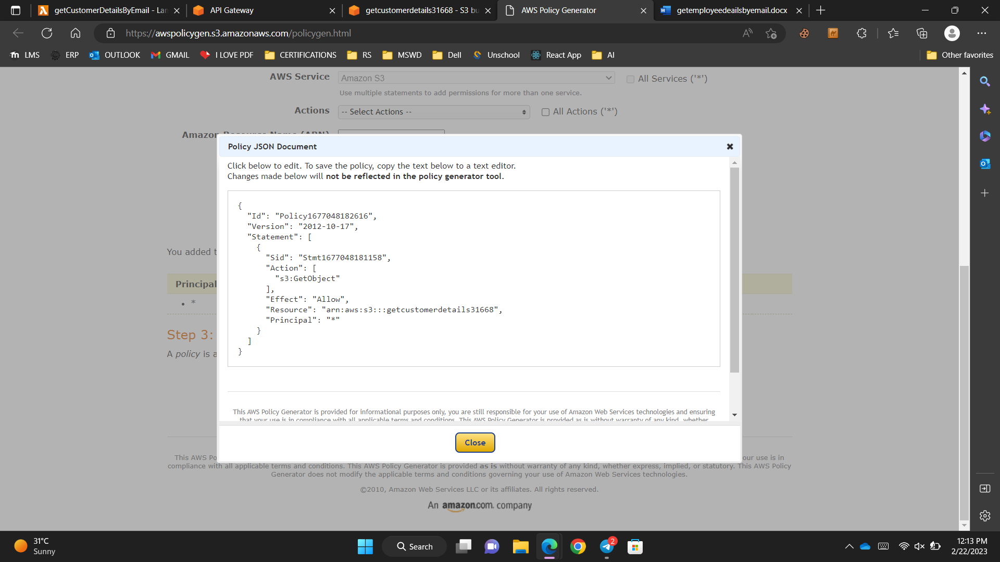 getCustomerDetailsByEmail - Lan
API Gateway
getcustomerdetails31668 - S3 bu
AWS Policy Generator
getemployeedeailsbyemail.docx
https://awspolicygen.s3.amazonaws.com/policygen.html
LMS
ERP
OUTLOOK
GMAIL
I LOVE PDF
CERTIFICATIONS
RS
MSWD
Dell
Unschool
React App
AI
Other favorites
AWS Service
Amazon S3
All Services ('*')
Use multiple statements to add permissions for more than one service.
Actions
-- Select Actions --
All Actions ('*')
Amazon Resource Name (ARN)
Policy JSON Document
Click below to edit. To save the policy, copy the text below to a text editor.
Changes made below will not be reflected in the policy generator tool.
{
"Id": "Policy1677048182616",
"Version": "2012-10-17",
"Statement": [
{
"Sid": "Stmt1677048181158",
"Action": [
"s3:GetObject"
],
"Effect": "Allow",
"Resource": "arn:aws:s3:::getcustomerdetails31668",
"Principal": "*"
}
]
}
This AWS Policy Generator is provided for informational purposes only, you are still responsible for your use of Amazon Web Services technologies and ensuring
that your use is in compliance with all applicable terms and conditions. This AWS Policy Generator is provided as is without warranty of any kind, whether
Close
You added
Principal
• *
Step 3:
A policy is a
This AWS Po
our use is in
compliance with all applicable terms and conditions. This AWS Policy Generator is provided as is without warranty of any kind, whether express, implied, or statutory. This AWS Policy
Generator does not modify the applicable terms and conditions governing your use of Amazon Web Services technologies.
©2010, Amazon Web Services LLC or its affiliates. All rights reserved.
An amazon.com. company
31°C
Sunny
Search
2
12:13 PM
2/22/2023